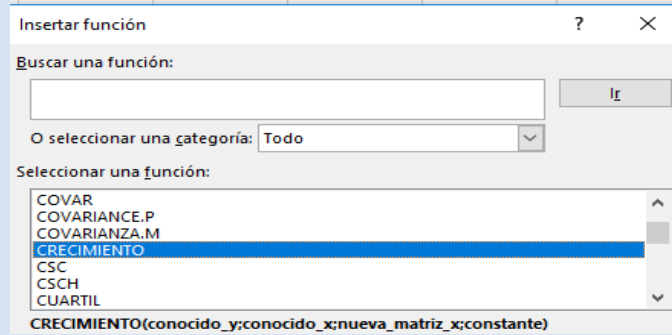 Insertar función ? ×
Buscar una función:
Ir
O seleccionar una categoría: Todo
Seleccionar una función:
COVAR
COVARIANCE.P
COVARIANZA.M
CRECIMIENTO
CSC
CSCH
CUARTIL
CRECIMIENTO(conocido_y;conocido_x;nueva_matriz_x;constante)